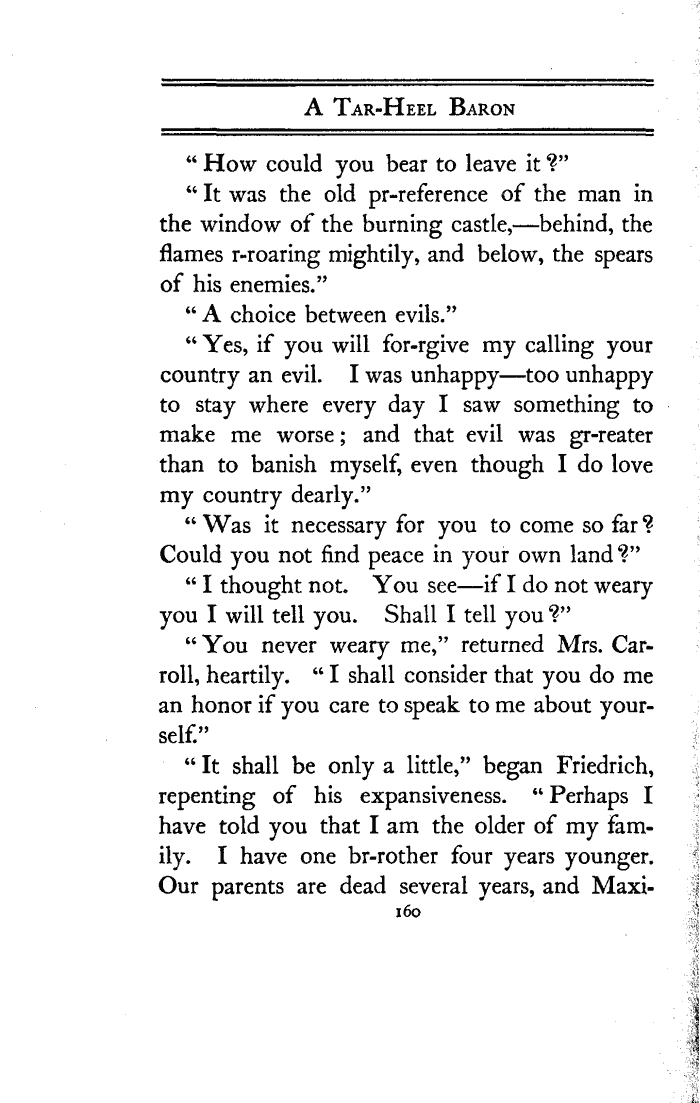 A Tar-Heel Baron
“How could you bear to leave it?”
“It was the old pr-reference of the man in
the window of the burning castle,—behind, the
flames r-roaring mightily, and below, the spears
of his enemies.”
“A choice between evils.”
“Yes, if you will for-rgive my calling your
country an evil. I was unhappy—too unhappy
to stay where every day I saw something to
make me worse; and that evil was gr-reater
than to banish myself, even though I do love
my country dearly.”
“Was it necessary for you to come so far?
Could you not find peace in your own land?”
“I thought not. You see—if I do not weary
you I will tell you. Shall I tell you?”
“You never weary me,” returned Mrs. Car-
roll, heartily. “I shall consider that you do me
an honor if you care to speak to me about your-
self.”
“It shall be only a little,” began Friedrich,
repenting of his expansiveness. “Perhaps I
have told you that I am the older of my fam-
ily. I have one br-rother four years younger.
Our parents are dead several years, and Maxi-
160